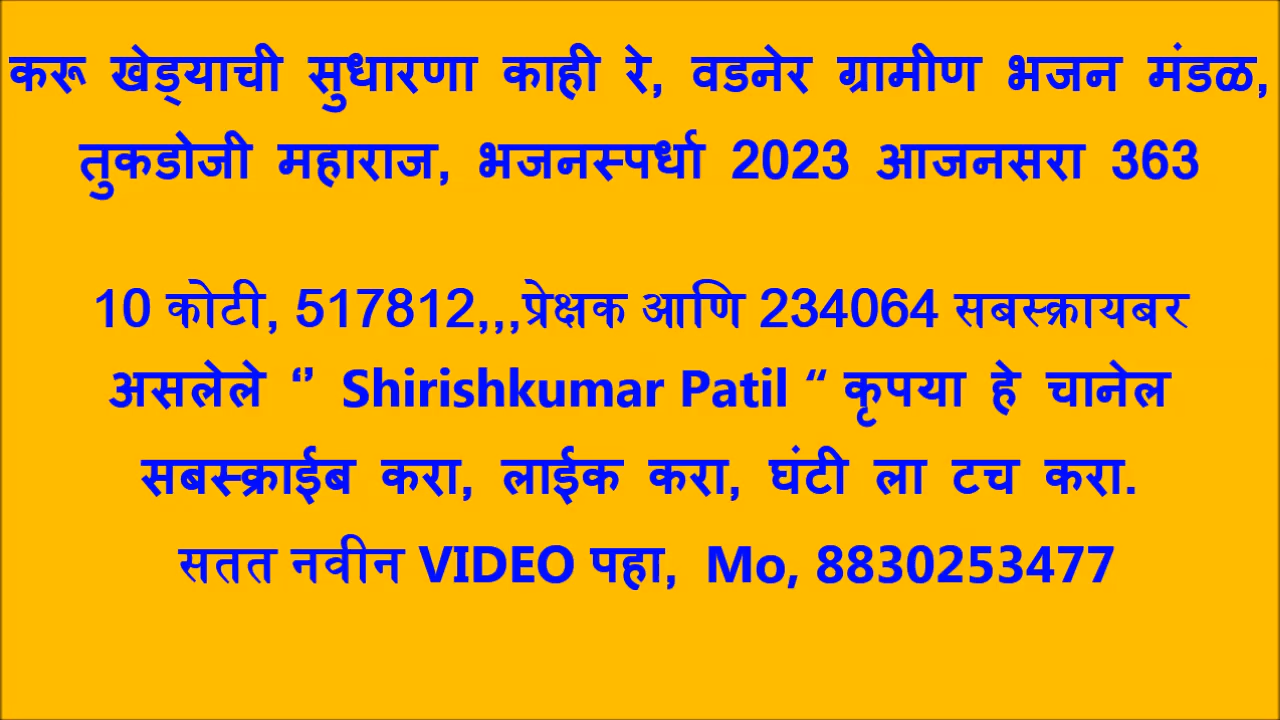 करू खेड्याची सुधारणा काही रे, वडनेर ग्रामीण भजन मंडळ,
तुकडोजी महाराज, भजनस्पर्धा 2023 आजनसरा 363
10 कोटी, 517812,,,प्रेक्षक आणि 234064 सबस्क्रायबर
असलेले ‘’ Shirishkumar Patil “ कृपया हे चानेल
सबस्क्राईब करा, लाईक करा, घंटी ला टच करा.
सतत नवीन VIDEO पहा, Mo, 8830253477